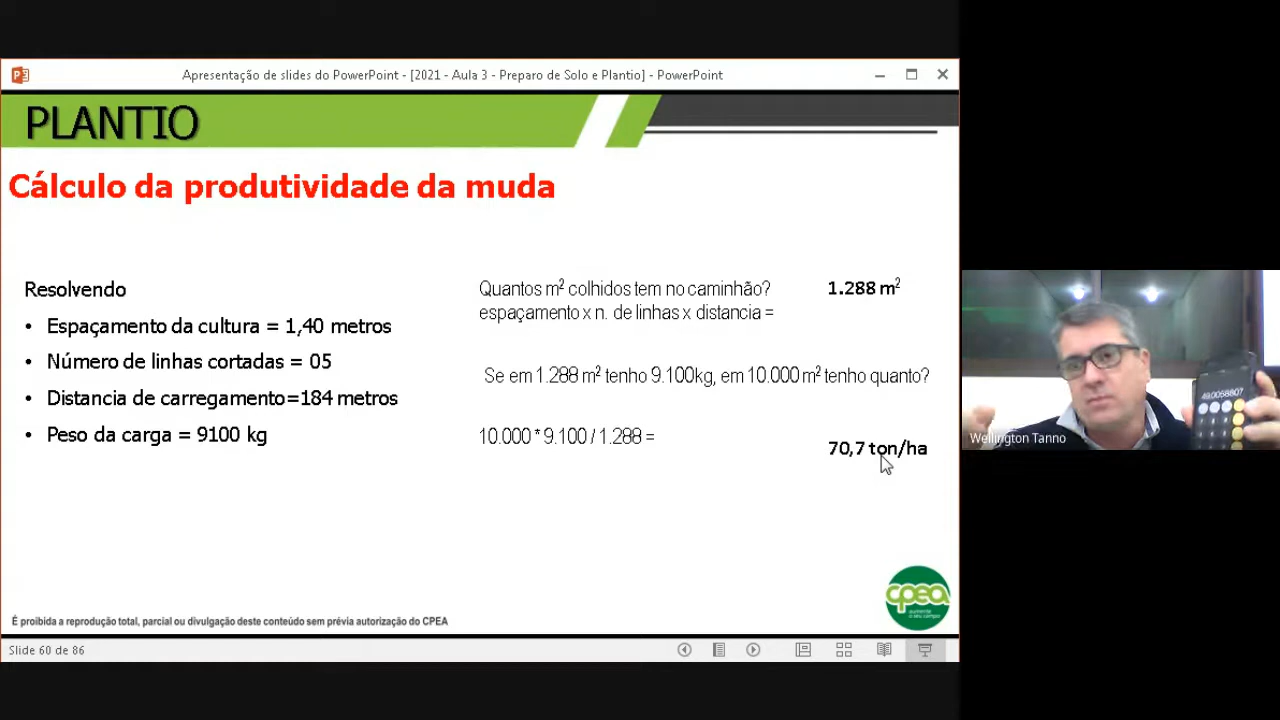 Apresentação de slides do PowerPoint - [2021 - Aula 3 - Preparo de Solo e Plantio] - PowerPoint
PLANTIO
Cálculo da produtividade da muda
Resolvendo
• Espaçamento da cultura = 1,40 metros
• Número de linhas cortadas = 05
• Distancia de carregamento=184 metros
• Peso da carga = 9100 kg
Quantos m² colhidos tem no caminhão? 1.288 m²
espaçamento x n. de linhas x distancia =
Se em 1.288 m² tenho 9.100kg, em 10.000 m² tenho quanto?
10.000 * 9.100 / 1.288 =
70,7 ton/ha
cpea
É proibida a reprodução total, parcial ou divulgação deste conteúdo sem prévia autorização do CPEA
Slide 60 de 86
49,0058807
Wellington Tanno